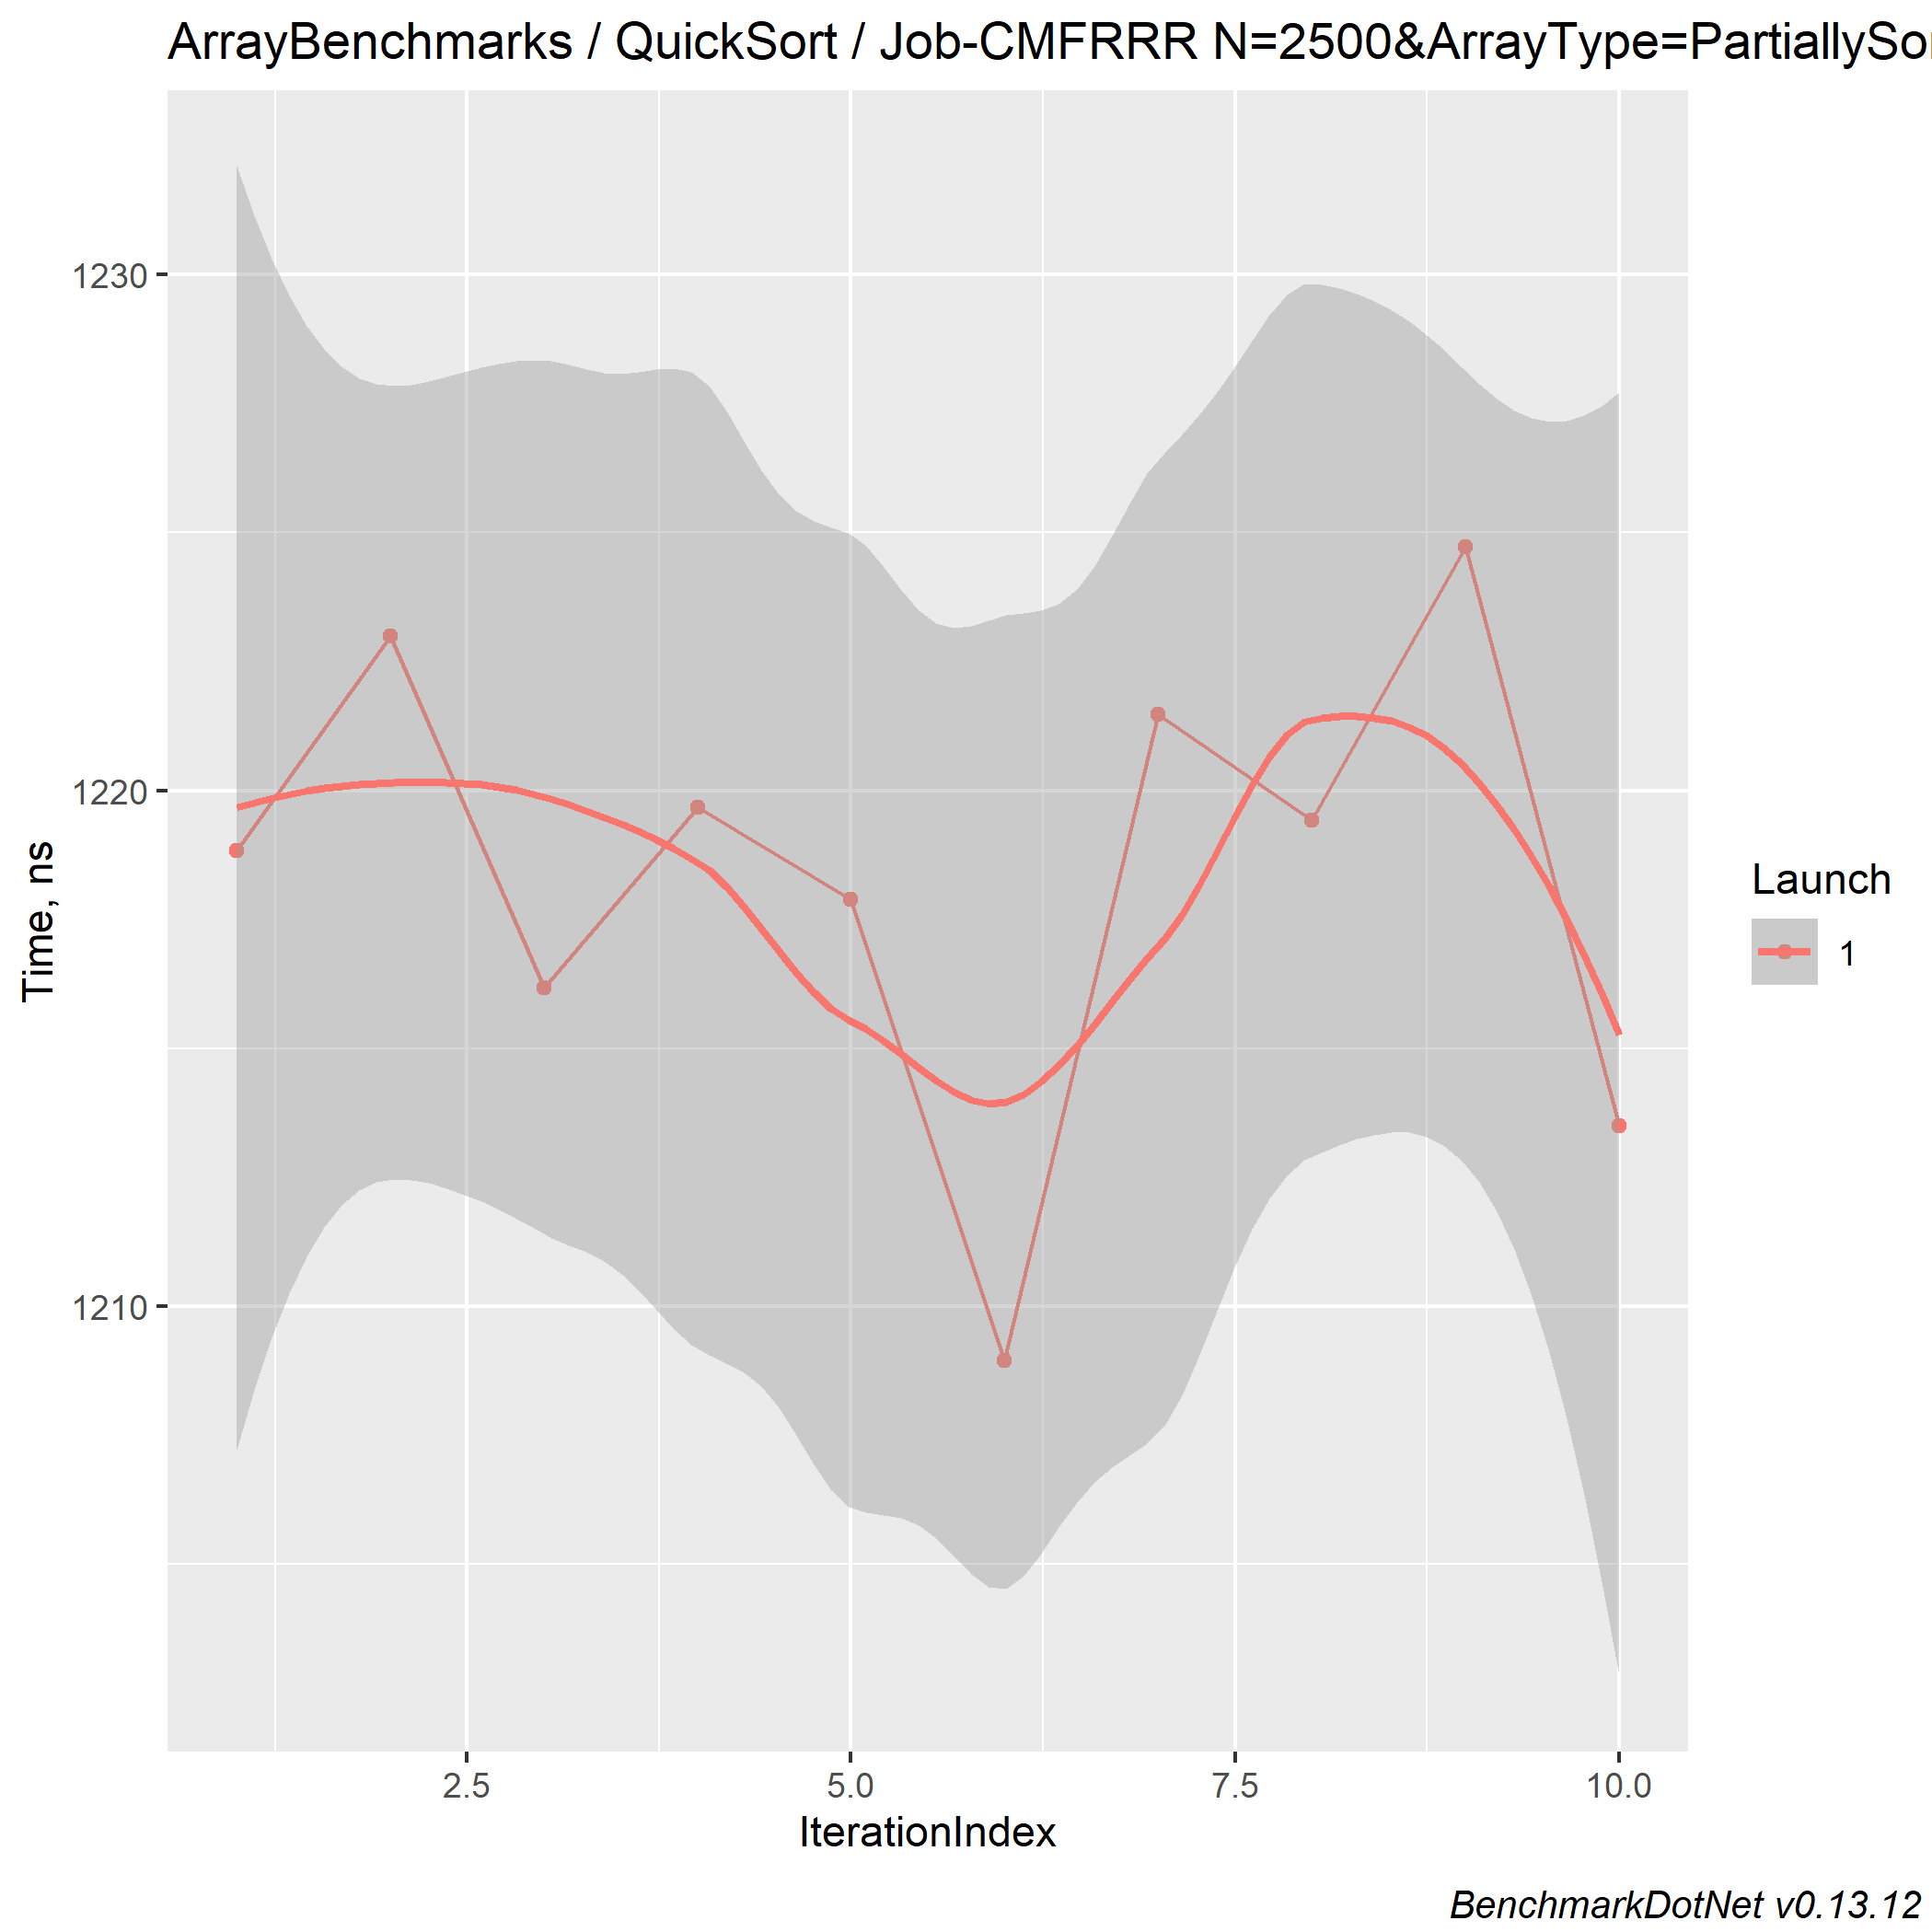 ArrayBenchmarks / QuickSort / Job-CMFRRR N=2500&ArrayType=PartiallySor
1230
1220
1210
Time, ns
2.5 5.0 7.5 10.0
IterationIndex
Launch
1
BenchmarkDotNet v0.13.12